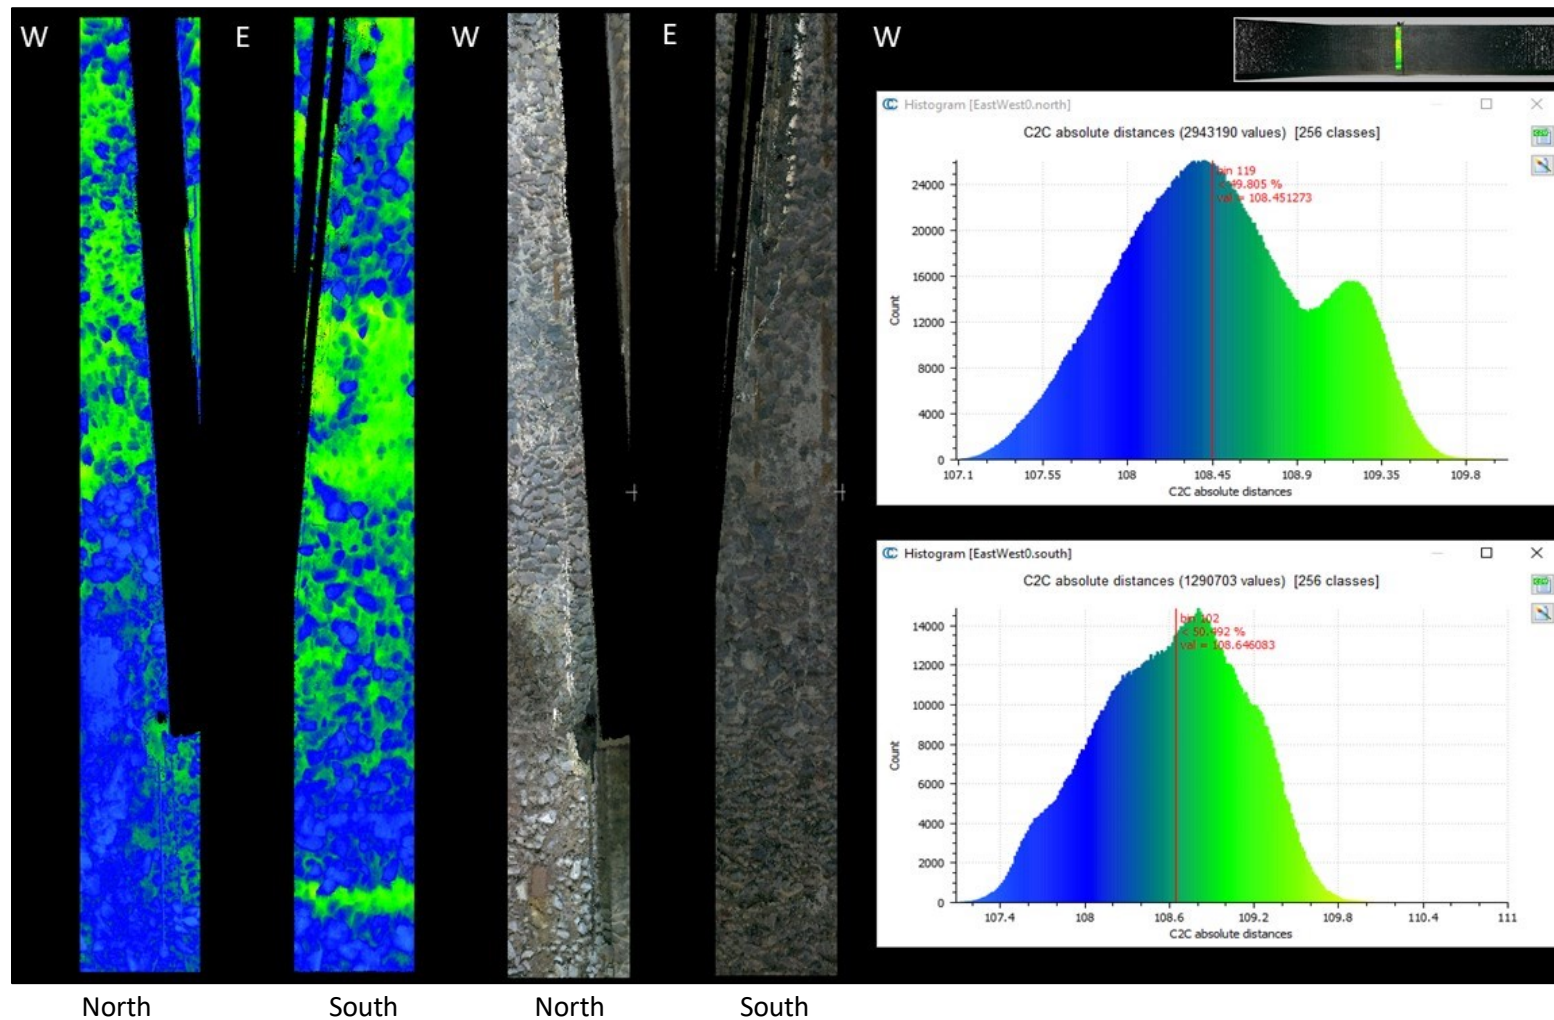 W E W E W
Histogram [EastWest0.north]
C2C absolute distances (2943190 values) [256 classes]
bin 119
< 49.805 %
val = 108.451273
24000
20000
16000
12000
8000
4000
0
Count
107.1 107.55 108 108.45 108.9 109.35 109.8
C2C absolute distances
Histogram [EastWest0.south]
C2C absolute distances (1290703 values) [256 classes]
bin 102
< 50.492 %
val = 108.646083
14000
12000
10000
8000
6000
4000
2000
0
Count
107.4 108 108.6 109.2 109.8 110.4 111
C2C absolute distances
North South North South